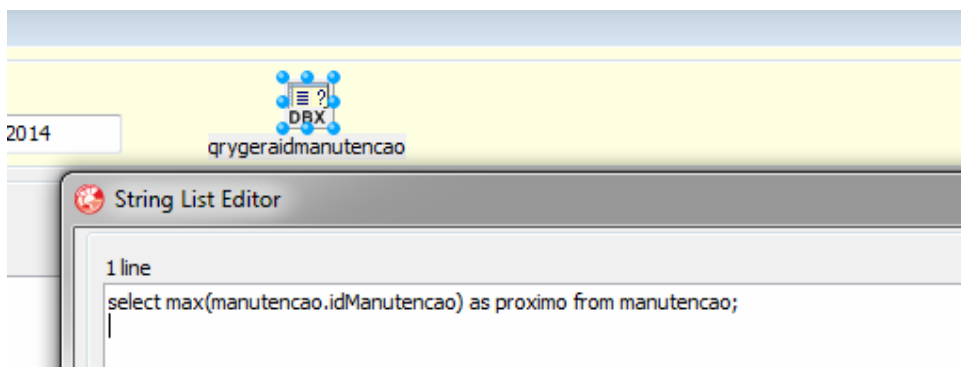 2014
DBX
qrygeraidmanutencao
String List Editor
1 line
select max(manutencao.idManutencao) as proximo from manutencao;